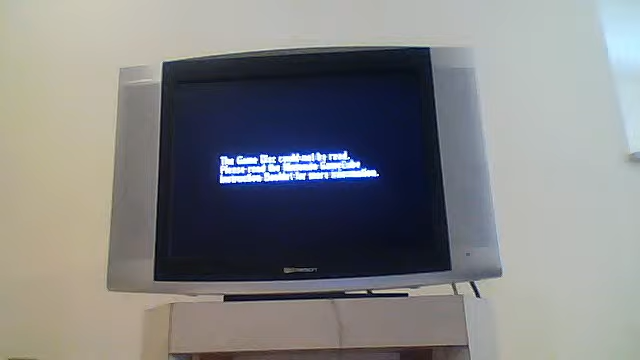 The Game Disc could not be read.
Please read the Nintendo GameCube
Instruction Booklet for more information.